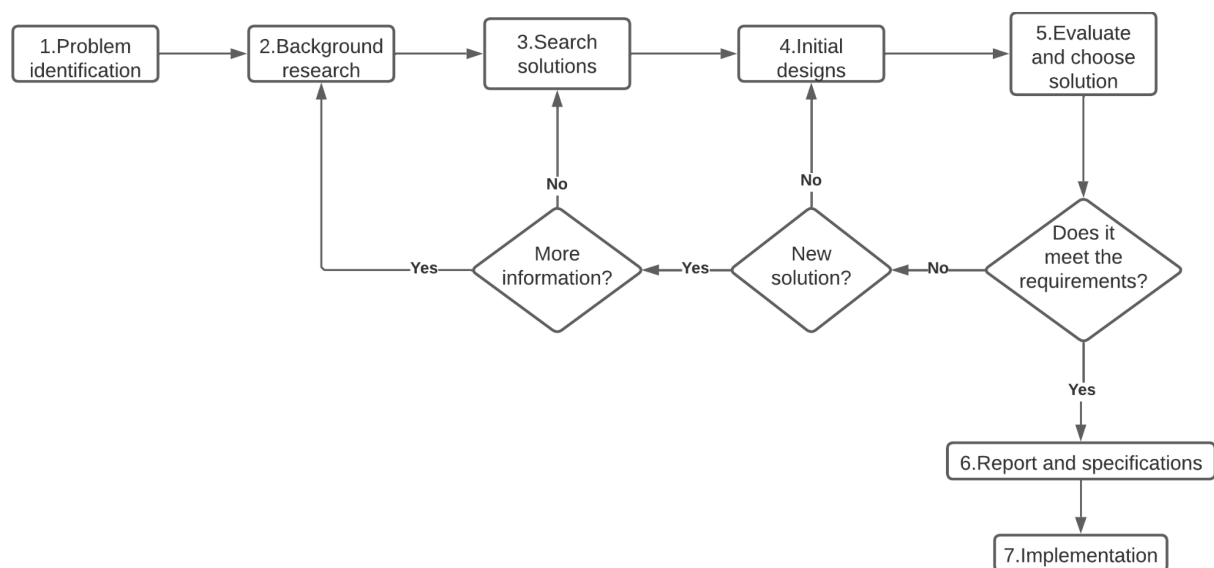 1.Problem
identification
2.Background
research
3.Search
solutions
4.Initial
designs
5.Evaluate
and choose
solution
No
No
More
information?
New
solution?
Does it
meet the
requirements?
Yes
Yes
No
Yes
6.Report and specifications
7.Implementation